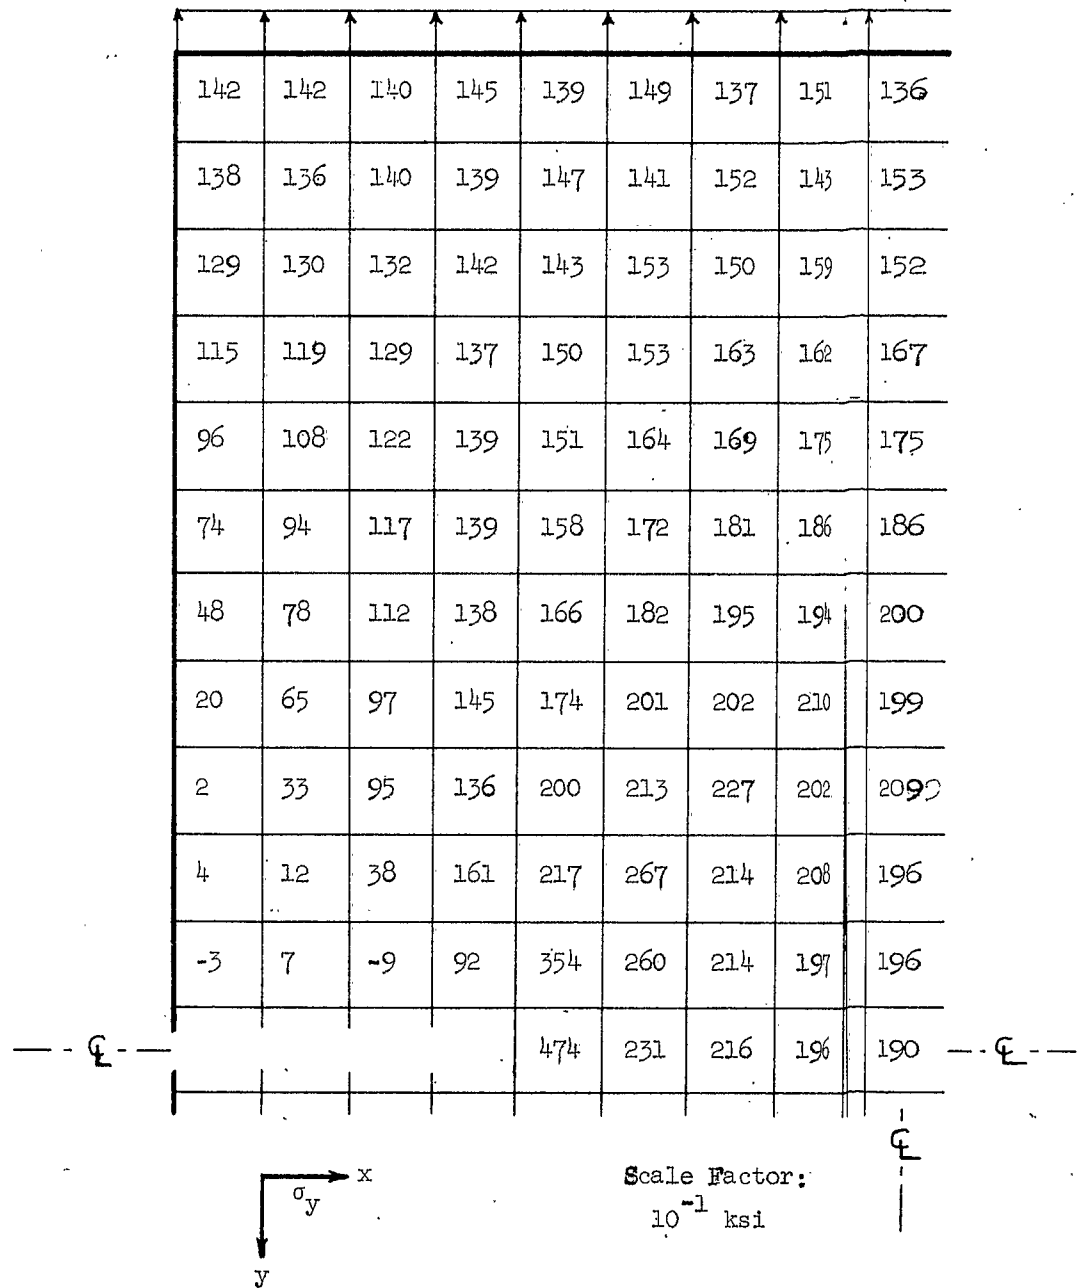 142 142 140 145 139 149 137 151 136
138 136 140 139 147 141 152 143 153
129 130 132 142 143 153 150 159 152
115 119 129 137 150 153 163 162 167
96 108 122 139 151 164 169 175 175
74 94 117 139 158 172 181 186 186
48 78 112 138 166 182 195 194 200
20 65 97 145 174 201 202 210 199
2 33 95 136 200 213 227 202 209
4 12 38 161 217 267 214 208 196
-3 7 -9 92 354 260 214 197 196
℄ 474 231 216 196 190 ℄
℄
x
σy
y
Scale Factor:
10⁻¹ ksi